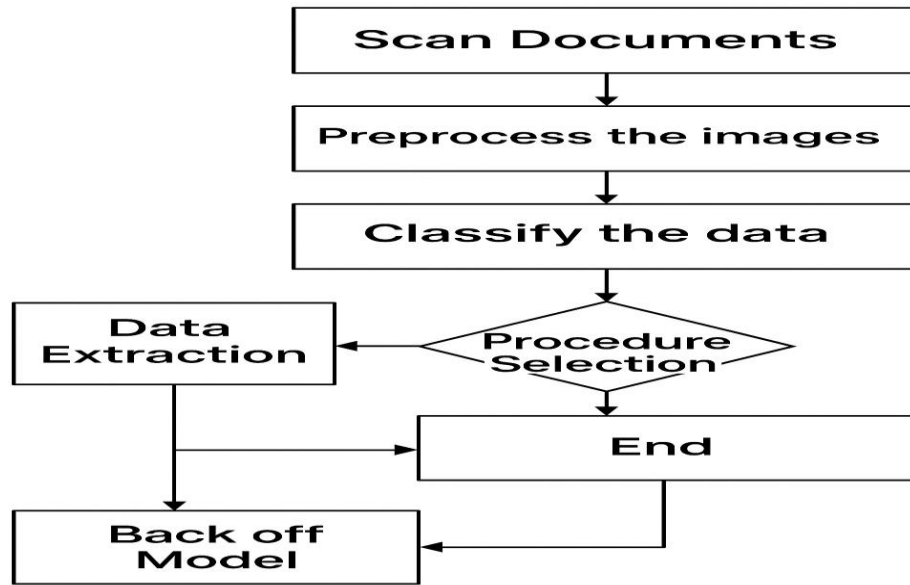 Scan Documents
Preprocess the images
Classify the data
Data
Extraction
Procedure
Selection
End
Back off
Model